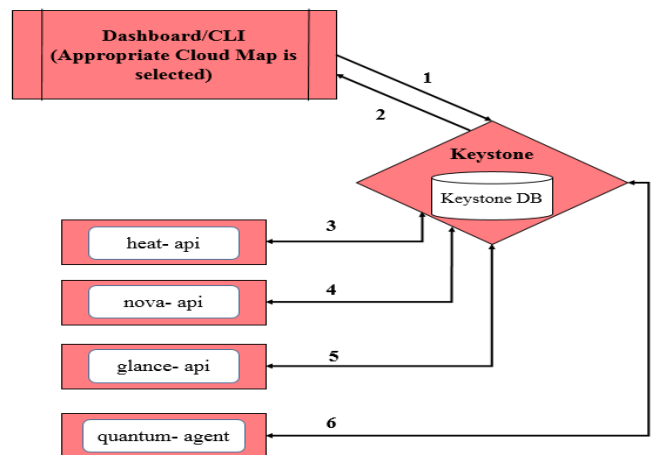 Dashboard/CLI
(Appropriate Cloud Map is
selected)
1
2
Keystone
Keystone DB
3
heat- api
4
nova- api
5
glance- api
6
quantum- agent